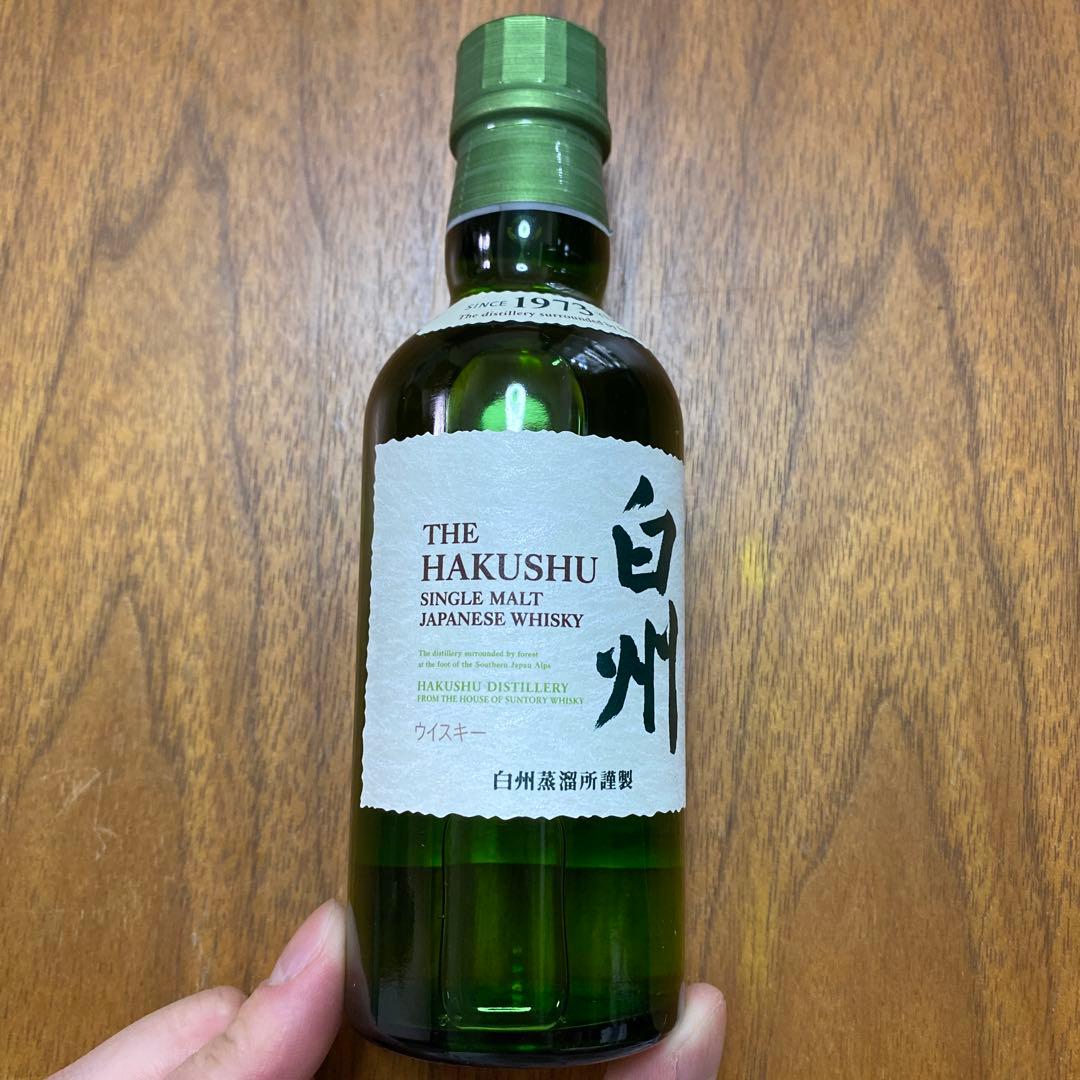 SINCE 1973
The distillery surrounded by
THE
HAKUSHU
SINGLE MALT
JAPANESE WHISKY
The distillery surrounded by forest
at the foot of the Southern Japan Alps
HAKUSHU DISTILLERY
FROM THE HOUSE OF SUNTORY WHISKY
ウイスキー
白州
白州蒸溜所謹製